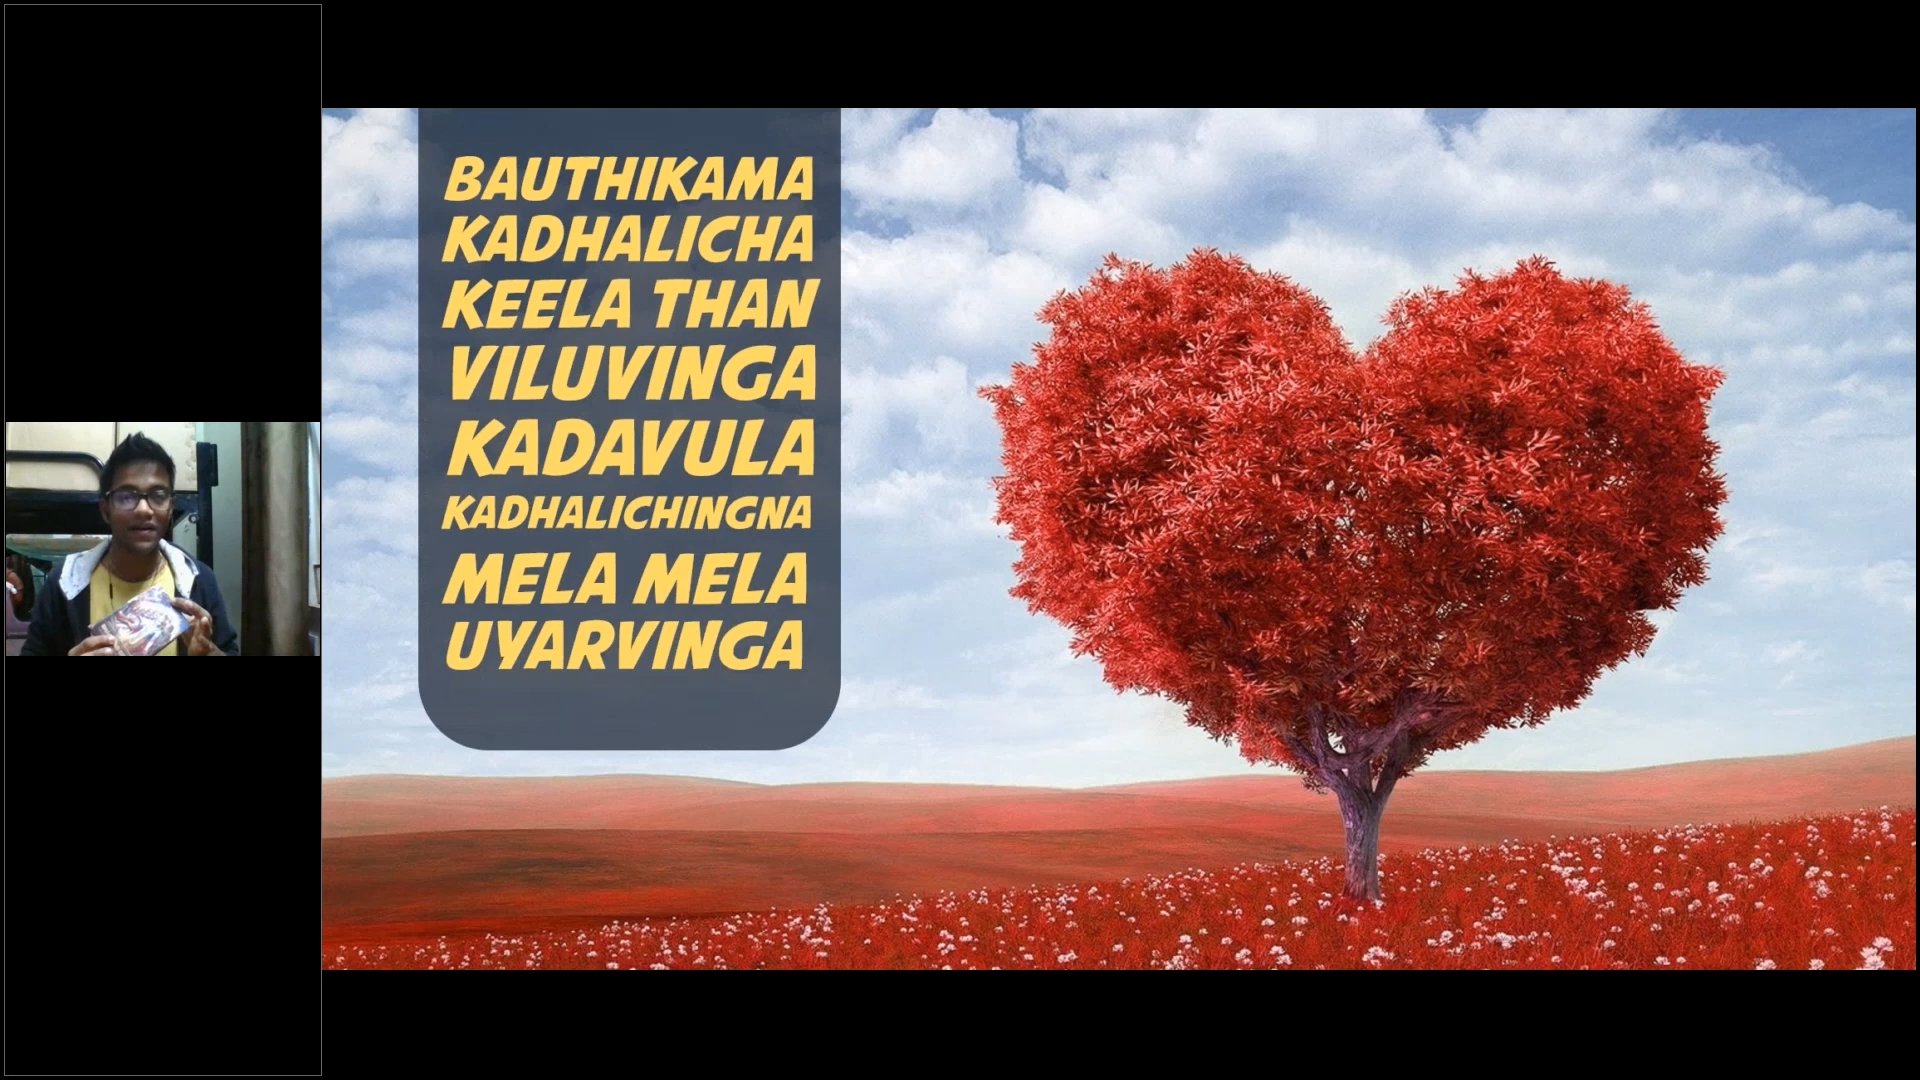 BAUTHIKAMA
KADHALICHA
KEELA THAN
VILUVINGA
KADAVULA
KADHALICHINGNA
MELA MELA
UYARVINGA